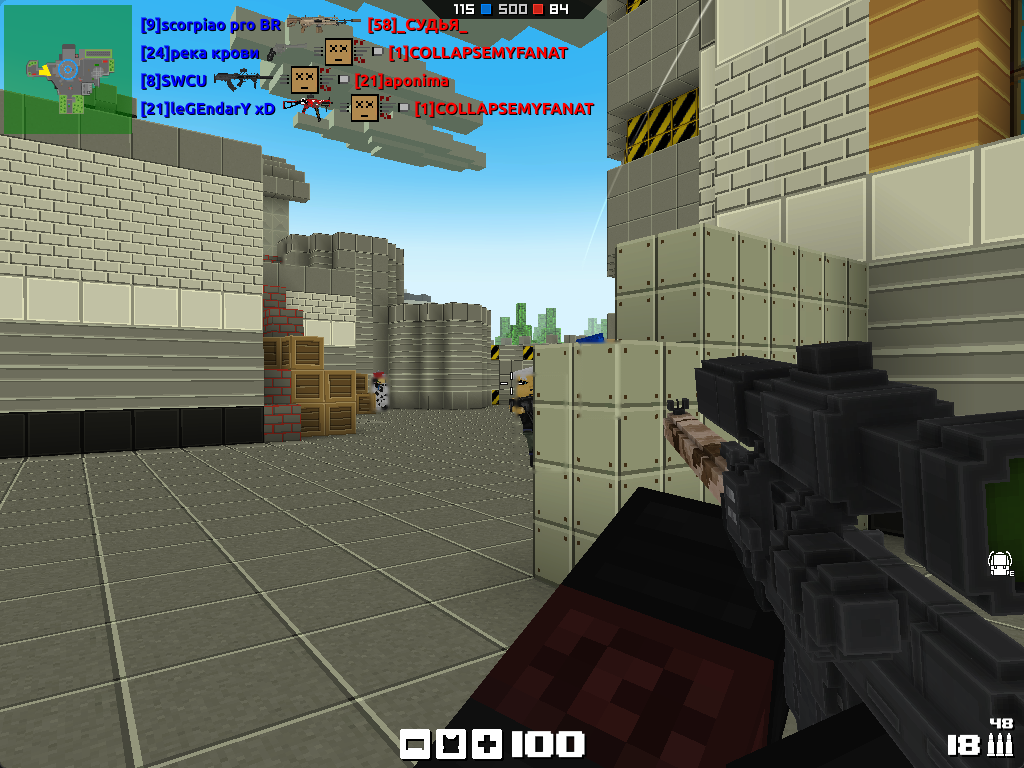 115 500 84
[9]scorpiao pro BR [58]_СУДЬЯ_
[24]река крови [1]COLLAPSEMYFANAT
[8]SWCU [21]aponima
[21]leGEndarY xD [1]COLLAPSEMYFANAT
E
100
48
18